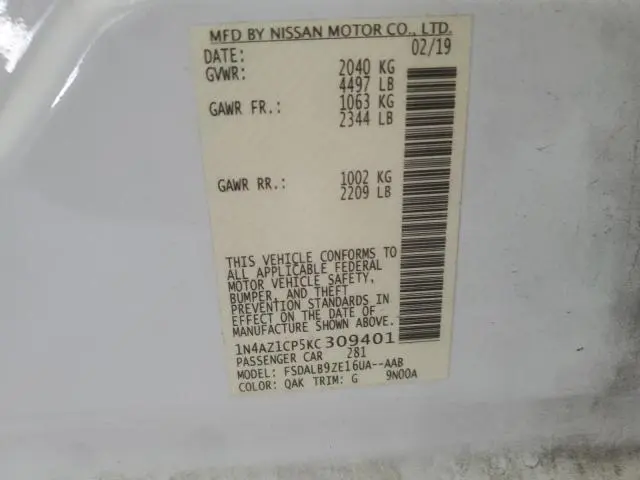 MFD BY NISSAN MOTOR CO., LTD.
DATE: 02/19
GVWR: 2040 KG
4497 LB
GAWR FR.: 1063 KG
2344 LB
GAWR RR.: 1002 KG
2209 LB
THIS VEHICLE CONFORMS TO
ALL APPLICABLE FEDERAL
MOTOR VEHICLE SAFETY,
BUMPER, AND THEFT
PREVENTION STANDARDS IN
EFFECT ON THE DATE OF
MANUFACTURE SHOWN ABOVE.
1N4AZ1CP5KC309401
PASSENGER CAR 281
MODEL: FSDALB9ZE16UA--AAB
COLOR: QAK TRIM: G 9N00A